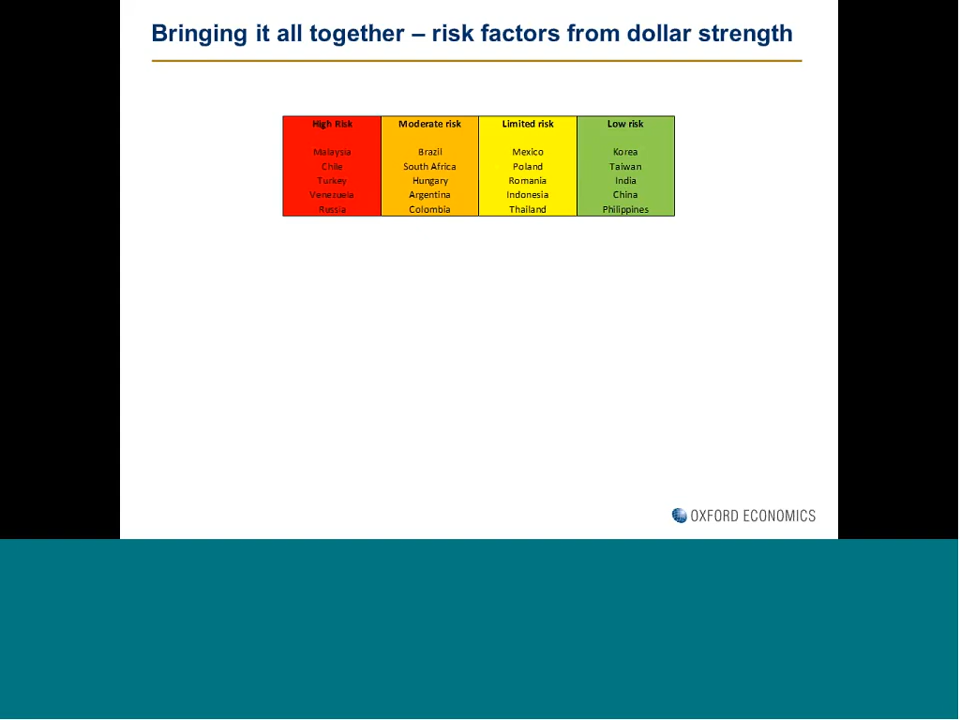 Bringing it all together – risk factors from dollar strength
High Risk Moderate risk Limited risk Low risk
Malaysia Brazil Mexico Korea
Chile South Africa Poland Taiwan
Turkey Hungary Romania India
Venezuela Argentina Indonesia China
Russia Colombia Thailand Philippines
OXFORD ECONOMICS